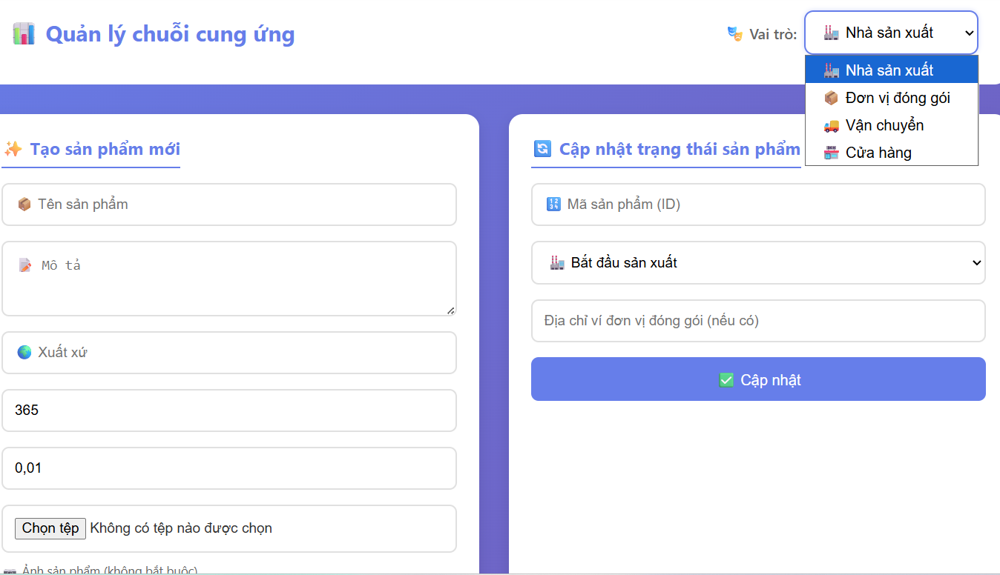 Quản lý chuỗi cung ứng
Vai trò:
Nhà sản xuất
Nhà sản xuất
Đơn vị đóng gói
Vận chuyển
Cửa hàng
Tạo sản phẩm mới
Tên sản phẩm
Mô tả
Xuất xứ
365
0,01
Chọn tệp Không có tệp nào được chọn
Ảnh sản phẩm (không bắt buộc)
Cập nhật trạng thái sản phẩm
Mã sản phẩm (ID)
Bắt đầu sản xuất
Địa chỉ ví đơn vị đóng gói (nếu có)
Cập nhật